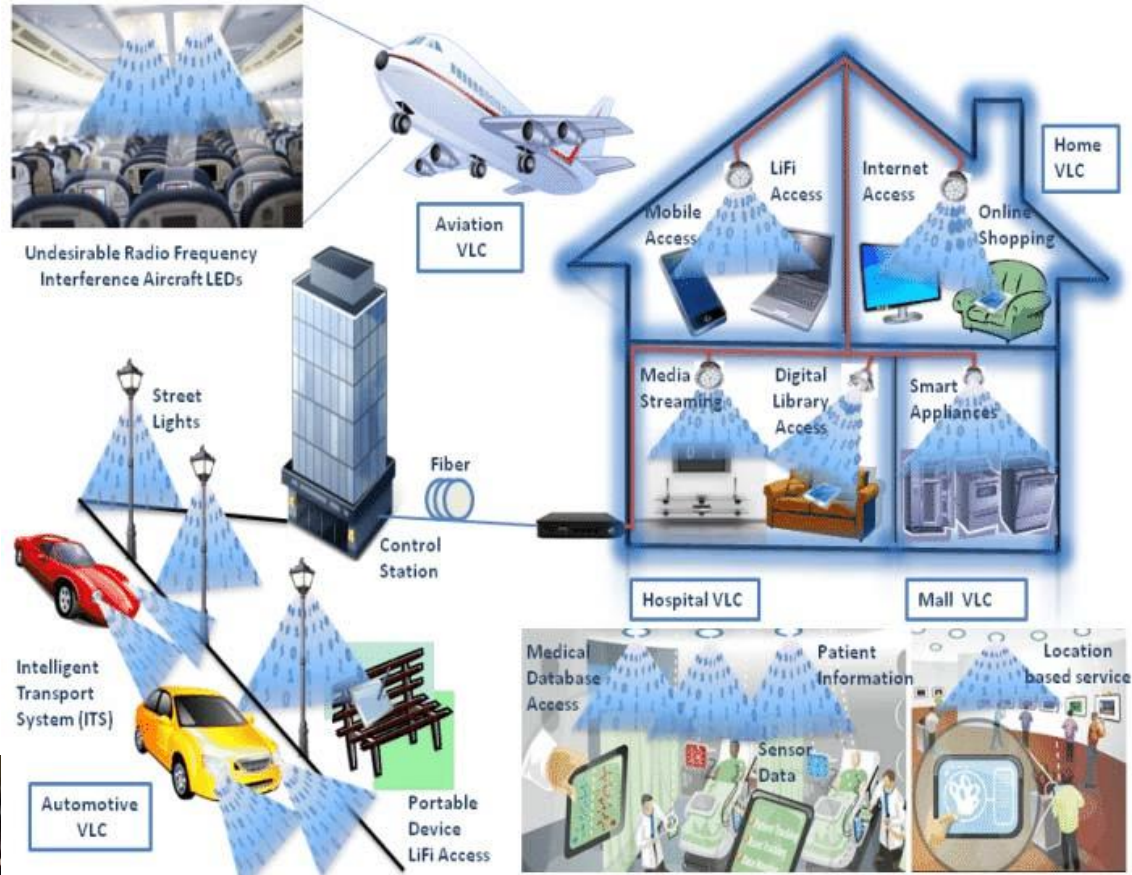 Undesirable Radio Frequency
Interference Aircraft LEDs
Aviation
VLC
Home
VLC
LiFi
Access
Mobile
Access
Internet
Access
Online
Shopping
Media
Streaming
Digital
Library
Access
Smart
Appliances
Street
Lights
Fiber
Control
Station
Intelligent
Transport
System (ITS)
Automotive
VLC
Portable
Device
LiFi Access
Hospital VLC
Mall VLC
Medical
Database
Access
Patient
Information
Sensor
Data
Location
based service